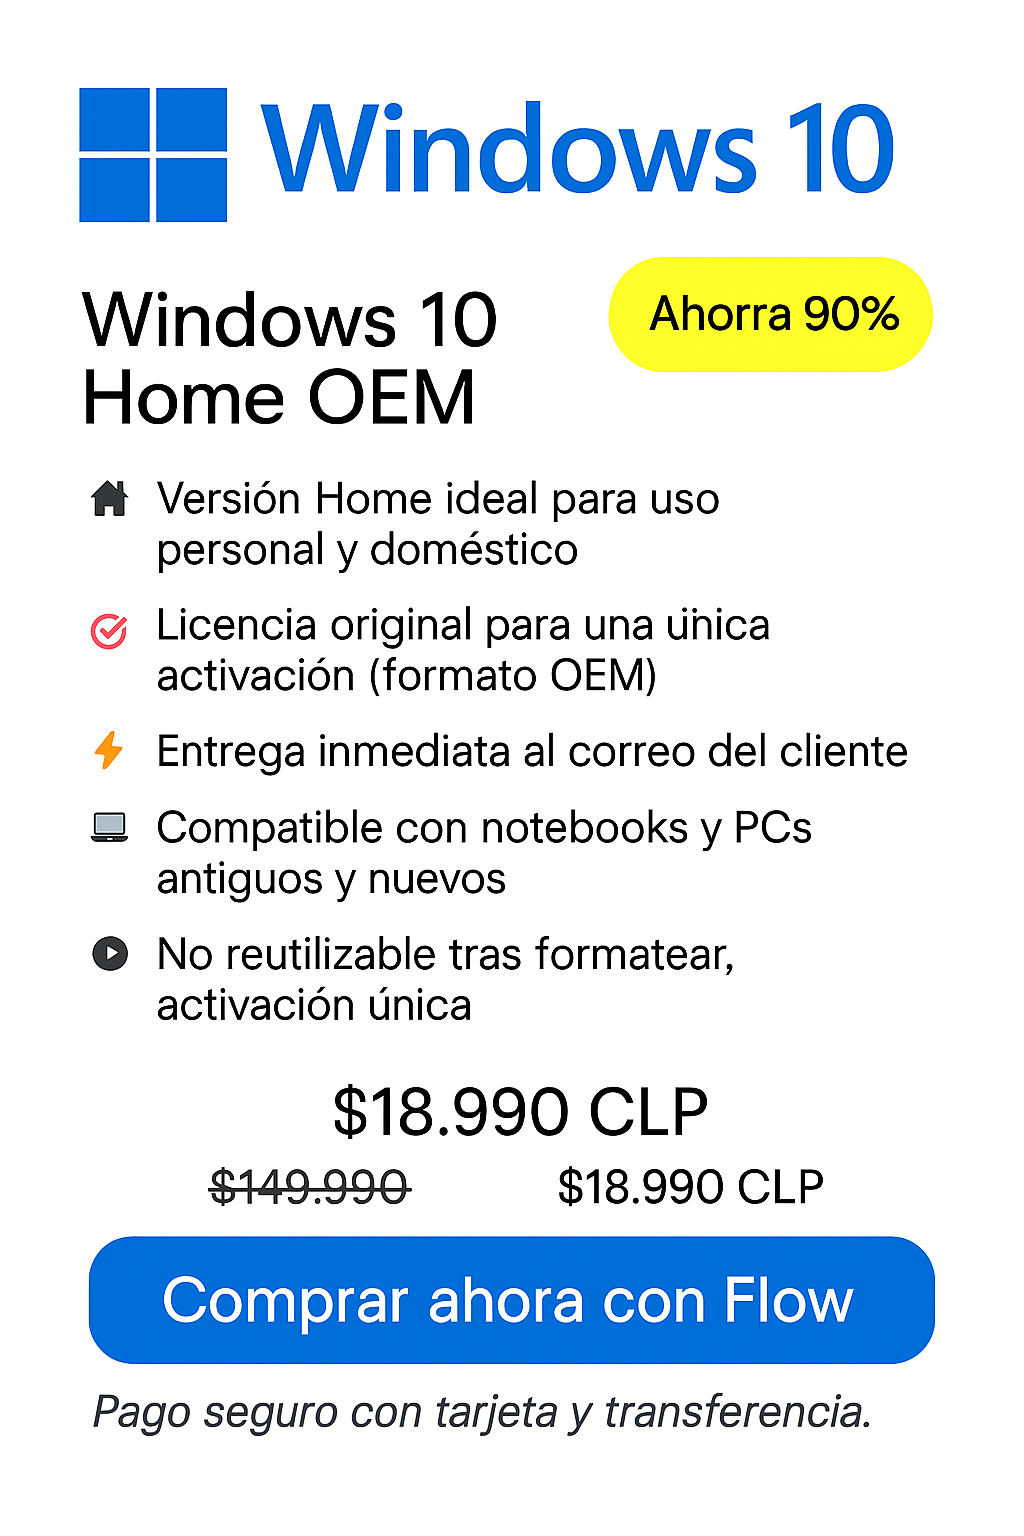 Windows 10
Windows 10
Home OEM
Ahorra 90%
Versión Home ideal para uso
personal y doméstico
Licencia original para una única
activación (formato OEM)
Entrega inmediata al correo del cliente
Compatible con notebooks y PCs
antiguos y nuevos
No reutilizable tras formatear,
activación única
$18.990 CLP
$149.990
$18.990 CLP
Comprar ahora con Flow
Pago seguro con tarjeta y transferencia.